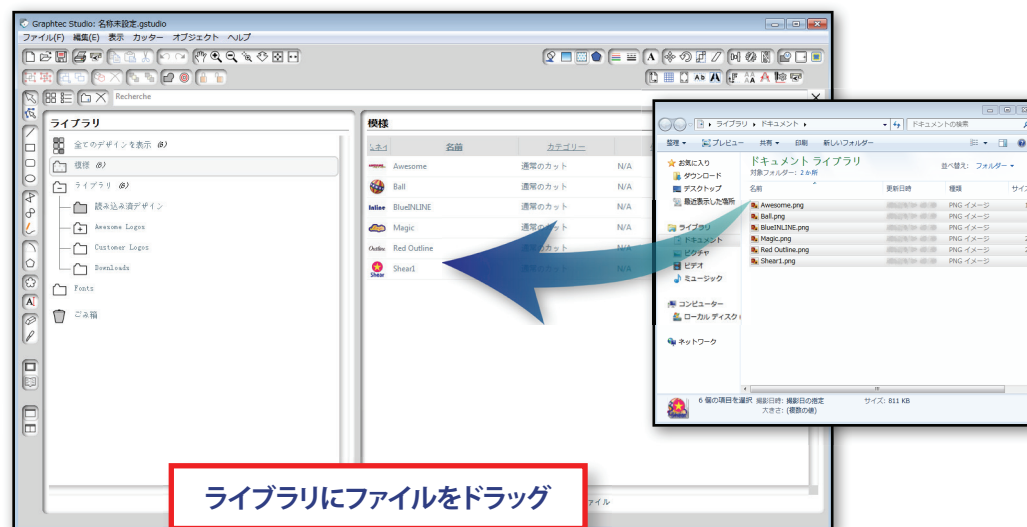 Graphtec Studio: 名称未設定.gstudio
ファイル(F) 編集(E) 表示 カッター オブジェクト ヘルプ
Recherche
ライブラリ
全てのデザインを表示 (B)
模様 (B)
ライブラリ (B)
読み込み済デザイン
Awesome Logos
Customer Logos
Downloads
Fonts
ごみ箱
模様
名前 カテゴリー
Awesome 通常のカット N/A
Ball 通常のカット N/A
BlueINLINE 通常のカット N/A
Magic 通常のカット N/A
Red Outline 通常のカット N/A
Shear1 N/A
ライブラリ ドキュメント ドキュメントの検索
整理 プレビュー 共有 印刷 新しいフォルダー
お気に入り
ダウンロード
デスクトップ
最近表示した場所
ライブラリ
ドキュメント
ピクチャ
ビデオ
ミュージック
コンピューター
ローカル ディスク
ネットワーク
ドキュメント ライブラリ
対象フォルダー: 2か所
並べ替え: フォルダー
名前 更新日時 種類 サイズ
Awesome.png PNG イメージ
Ball.png PNG イメージ
BlueINLINE.png PNG イメージ
Magic.png PNG イメージ
Red Outline.png PNG イメージ
Shear1.png PNG イメージ
6 個の項目を選択 撮影日時: 撮影日の指定 サイズ: 811 KB
大きさ: (複数の値)
ライブラリにファイルをドラッグ